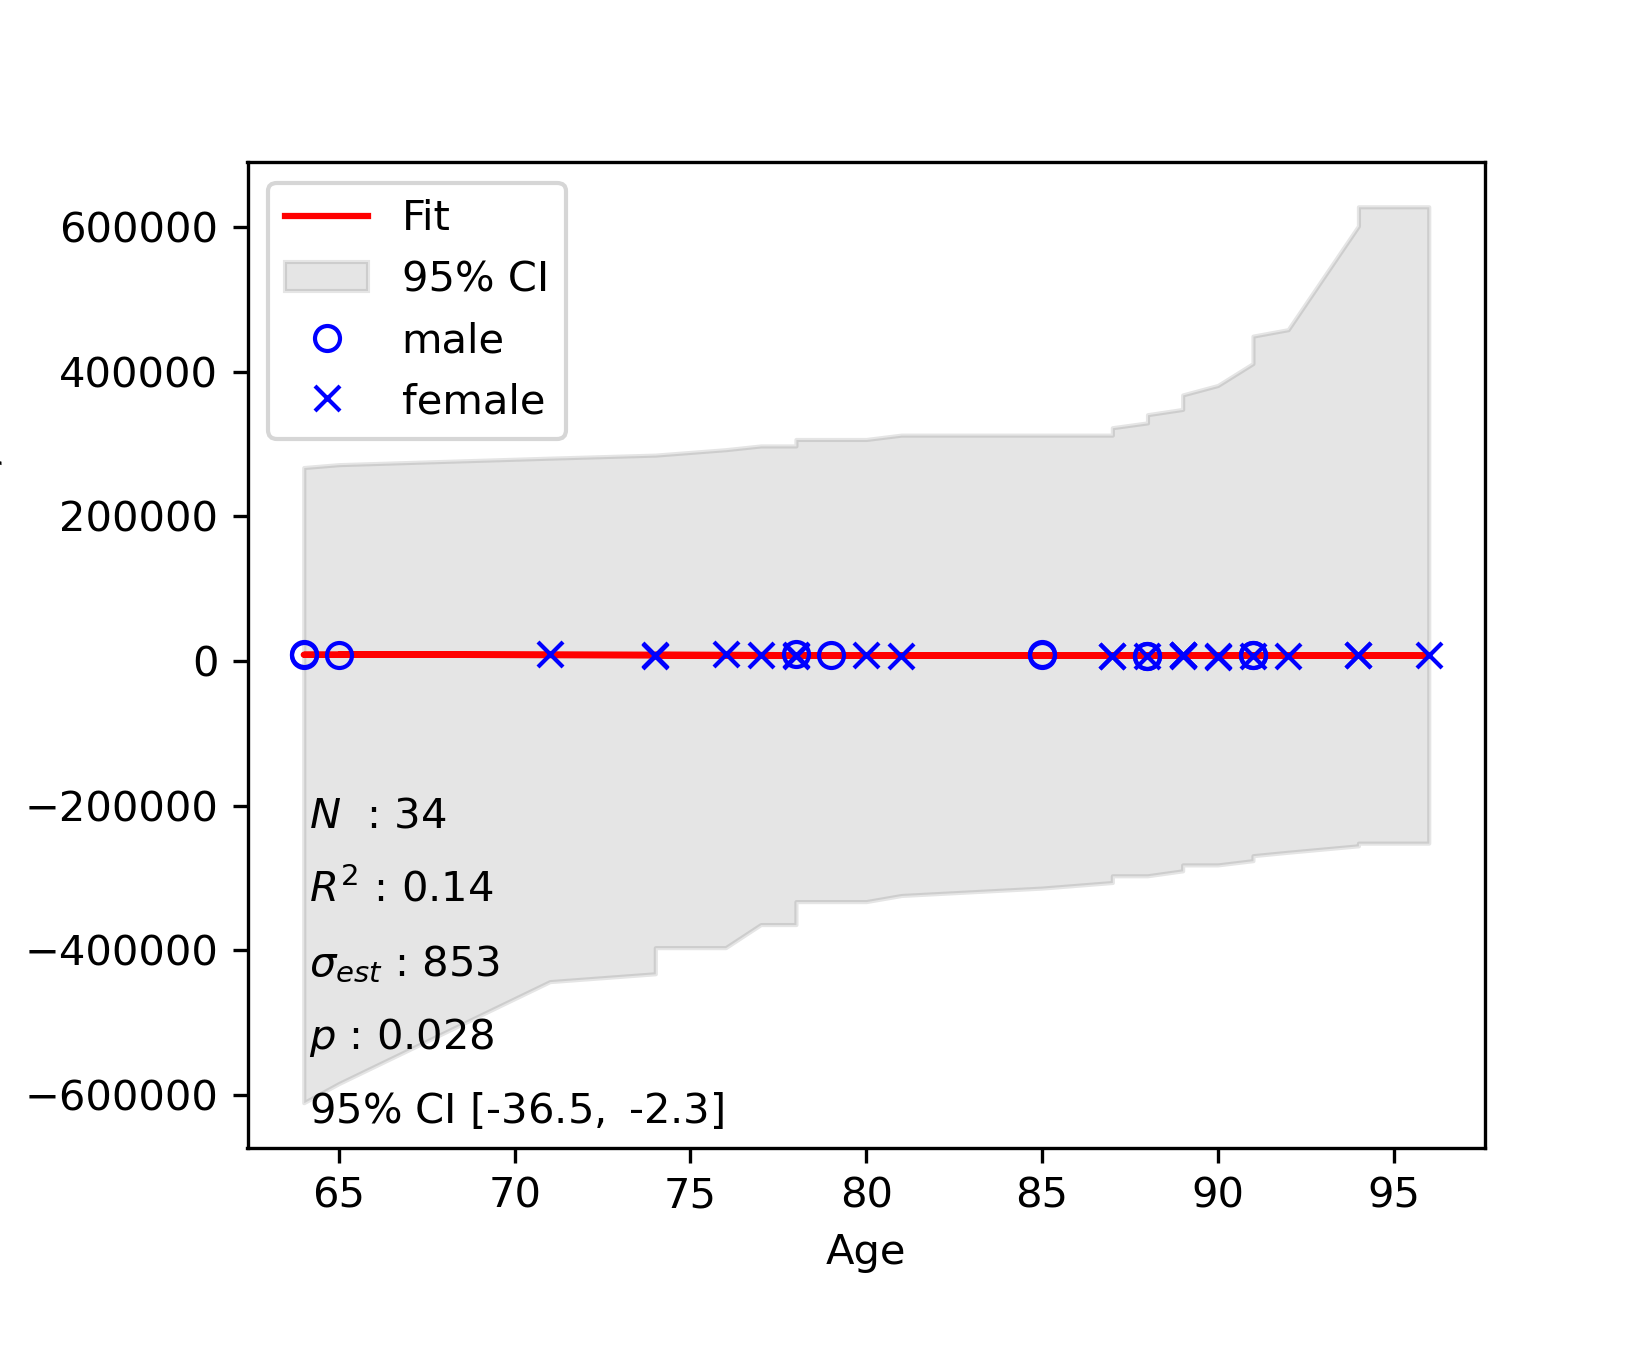 Fit
95% CI
male
female
600000
400000
200000
0
−200000
−400000
−600000
N : 34
R² : 0.14
σest : 853
p : 0.028
95% CI [-36.5, -2.3]
65 70 75 80 85 90 95
Age